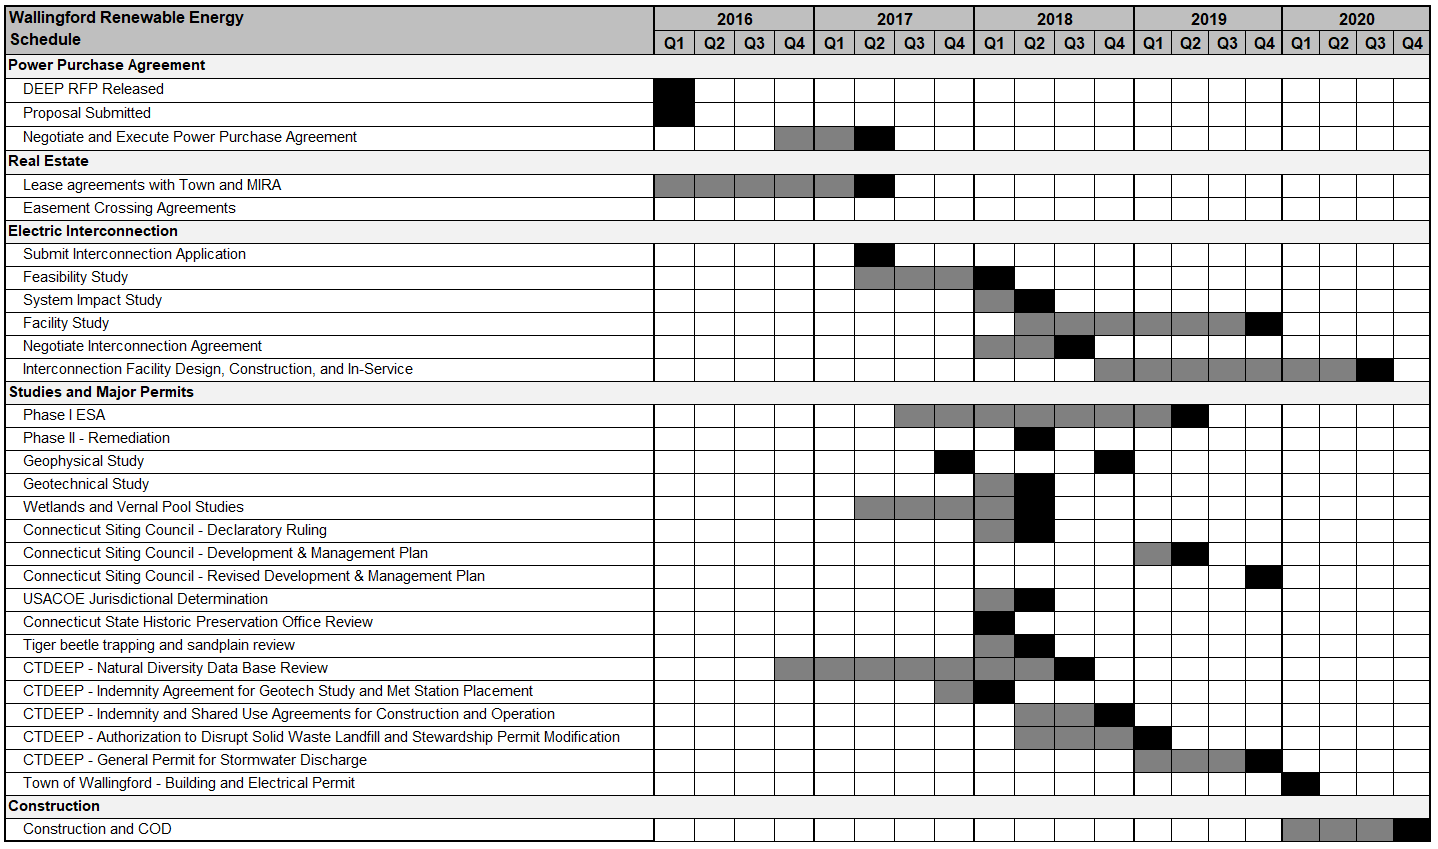 Wallingford Renewable Energy
Schedule
2016 2017 2018 2019 2020
Q1 Q2 Q3 Q4 Q1 Q2 Q3 Q4 Q1 Q2 Q3 Q4 Q1 Q2 Q3 Q4 Q1 Q2 Q3 Q4
Power Purchase Agreement
DEEP RFP Released
Proposal Submitted
Negotiate and Execute Power Purchase Agreement
Real Estate
Lease agreements with Town and MIRA
Easement Crossing Agreements
Electric Interconnection
Submit Interconnection Application
Feasibility Study
System Impact Study
Facility Study
Negotiate Interconnection Agreement
Interconnection Facility Design, Construction, and In-Service
Studies and Major Permits
Phase I ESA
Phase II - Remediation
Geophysical Study
Geotechnical Study
Wetlands and Vernal Pool Studies
Connecticut Siting Council - Declaratory Ruling
Connecticut Siting Council - Development & Management Plan
Connecticut Siting Council - Revised Development & Management Plan
USACOE Jurisdictional Determination
Connecticut State Historic Preservation Office Review
Tiger beetle trapping and sandplain review
CTDEEP - Natural Diversity Data Base Review
CTDEEP - Indemnity Agreement for Geotech Study and Met Station Placement
CTDEEP - Indemnity and Shared Use Agreements for Construction and Operation
CTDEEP - Authorization to Disrupt Solid Waste Landfill and Stewardship Permit Modification
CTDEEP - General Permit for Stormwater Discharge
Town of Wallingford - Building and Electrical Permit
Construction
Construction and COD